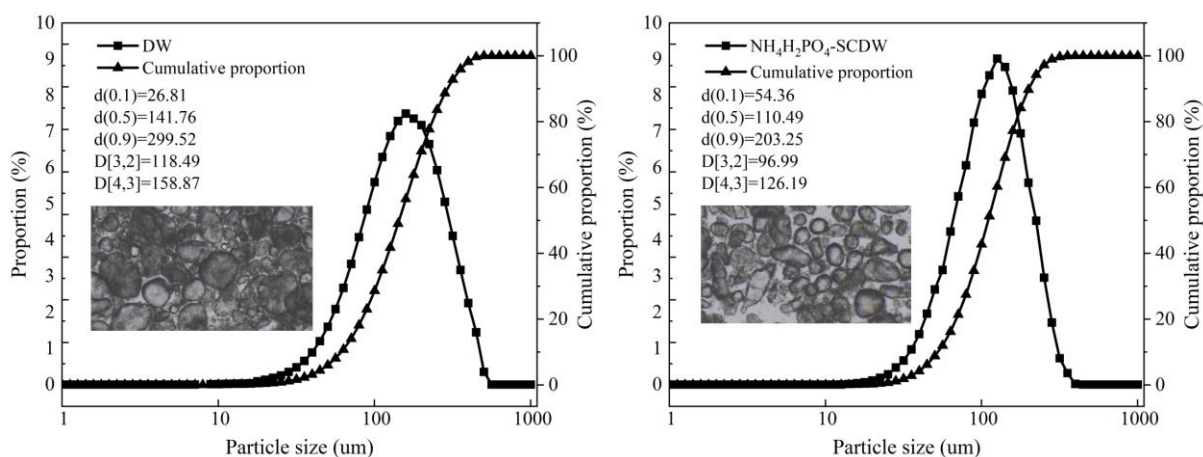 10
9
8
7
6
5
4
3
2
1
0
Proportion (%)
DW
Cumulative proportion
d(0.1)=26.81
d(0.5)=141.76
d(0.9)=299.52
D[3,2]=118.49
D[4,3]=158.87
100
80
60
40
20
0
Cumulative proportion (%)
1
10
100
1000
Particle size (um)
10
9
8
7
6
5
4
3
2
1
0
Proportion (%)
NH₄H₂PO₄-SCDW
Cumulative proportion
d(0.1)=54.36
d(0.5)=110.49
d(0.9)=203.25
D[3,2]=96.99
D[4,3]=126.19
100
80
60
40
20
0
Cumulative proportion (%)
1
10
100
1000
Particle size (um)